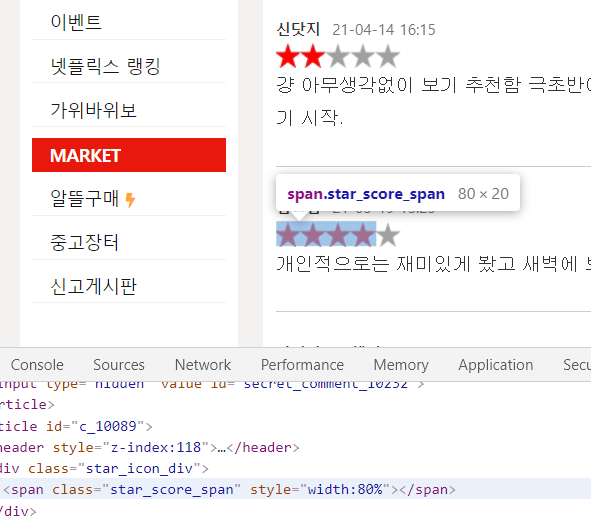 이벤트
넷플릭스 랭킹
가위바위보
MARKET
알뜰구매
중고장터
신고게시판
신닷지 21-04-14 16:15
걍 아무생각없이 보기 추천함 극초반에
기 시작.
span.star_score_span 80 × 20
개인적으로는 재미있게 봤고 새벽에 보
Console Sources Network Performance Memory Application Secu
input type="hidden" value id="secret_comment_10232">
rticle>
ticle id="c_10089">
header style="z-index:118">…</header>
div class="star_icon_div">
<span class="star_score_span" style="width:80%"></span>
/div>